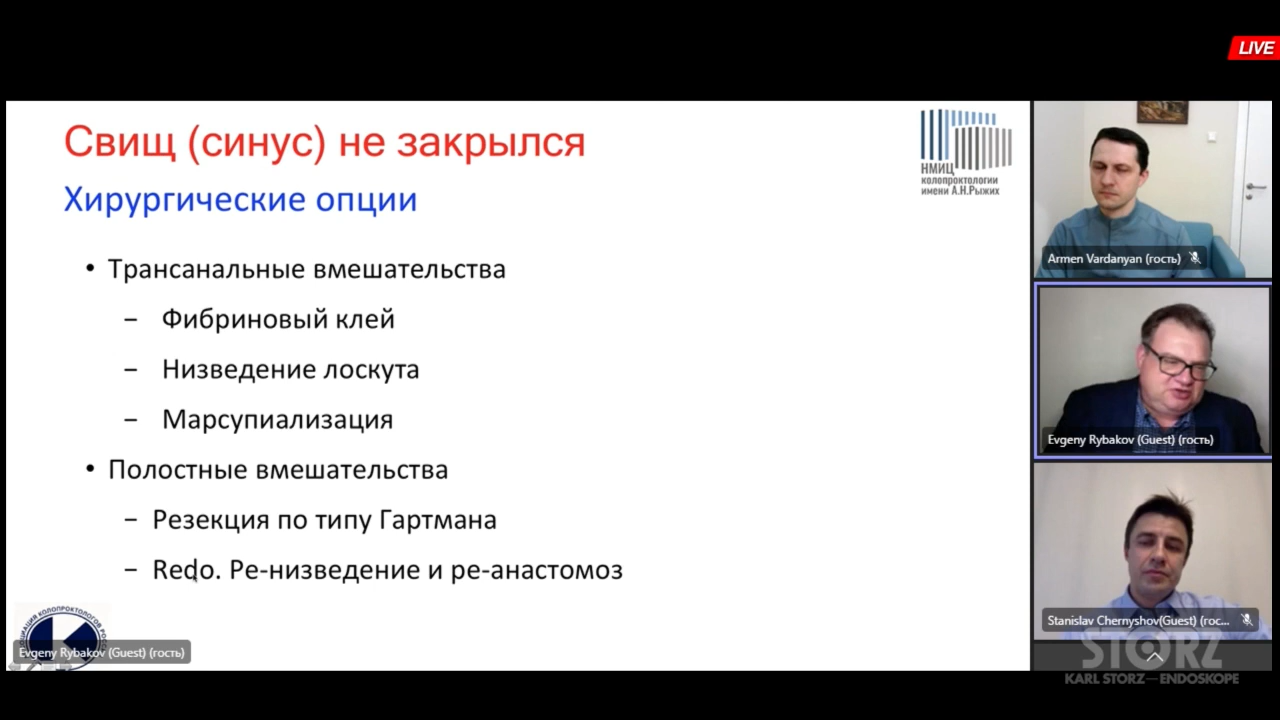 LIVE
Свищ (синус) не закрылся
Хирургические опции
НМИЦ
колопроктологии
имени А.Н.Рыжих
• Трансанальные вмешательства
– Фибриновый клей
– Низведение лоскута
– Марсупиализация
• Полостные вмешательства
– Резекция по типу Гартмана
– Redo. Ре-низведение и ре-анастомоз
Evgeny Rybakov (Guest) (гость)
Armen Vardanyan (гость)
Evgeny Rybakov (Guest) (гость)
Stanislav Chernyshov(Guest) (гос...
STORZ
KARL STORZ—ENDOSKOPE